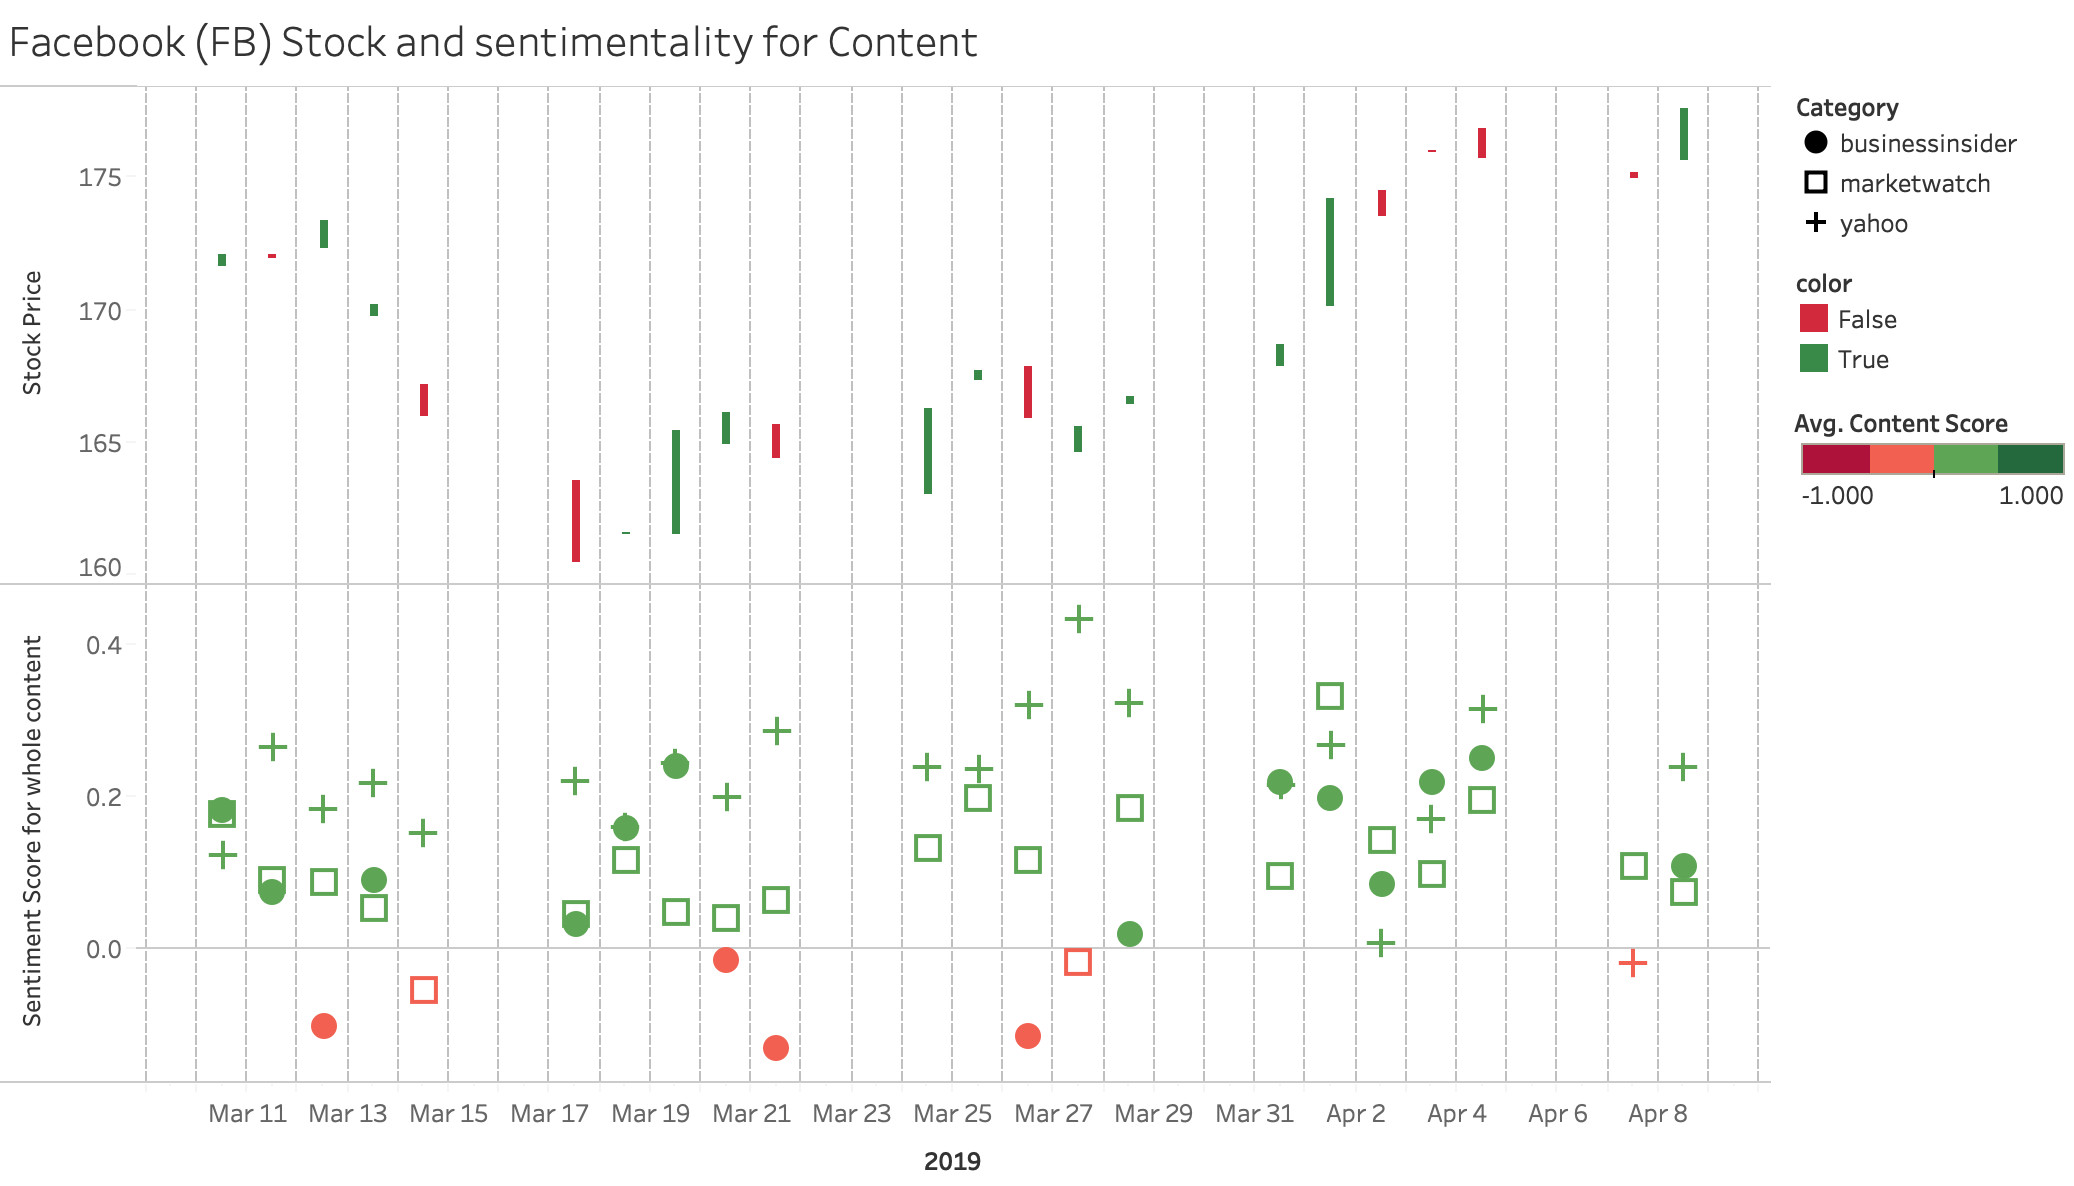 Facebook (FB) Stock and sentimentality for Content
Stock Price
175
170
165
160
Sentiment Score for whole content
0.4
0.2
0.0
Mar 11 Mar 13 Mar 15 Mar 17 Mar 19 Mar 21 Mar 23 Mar 25 Mar 27 Mar 29 Mar 31 Apr 2 Apr 4 Apr 6 Apr 8
2019
Category
businessinsider
marketwatch
yahoo
color
False
True
Avg. Content Score
-1.000 1.000